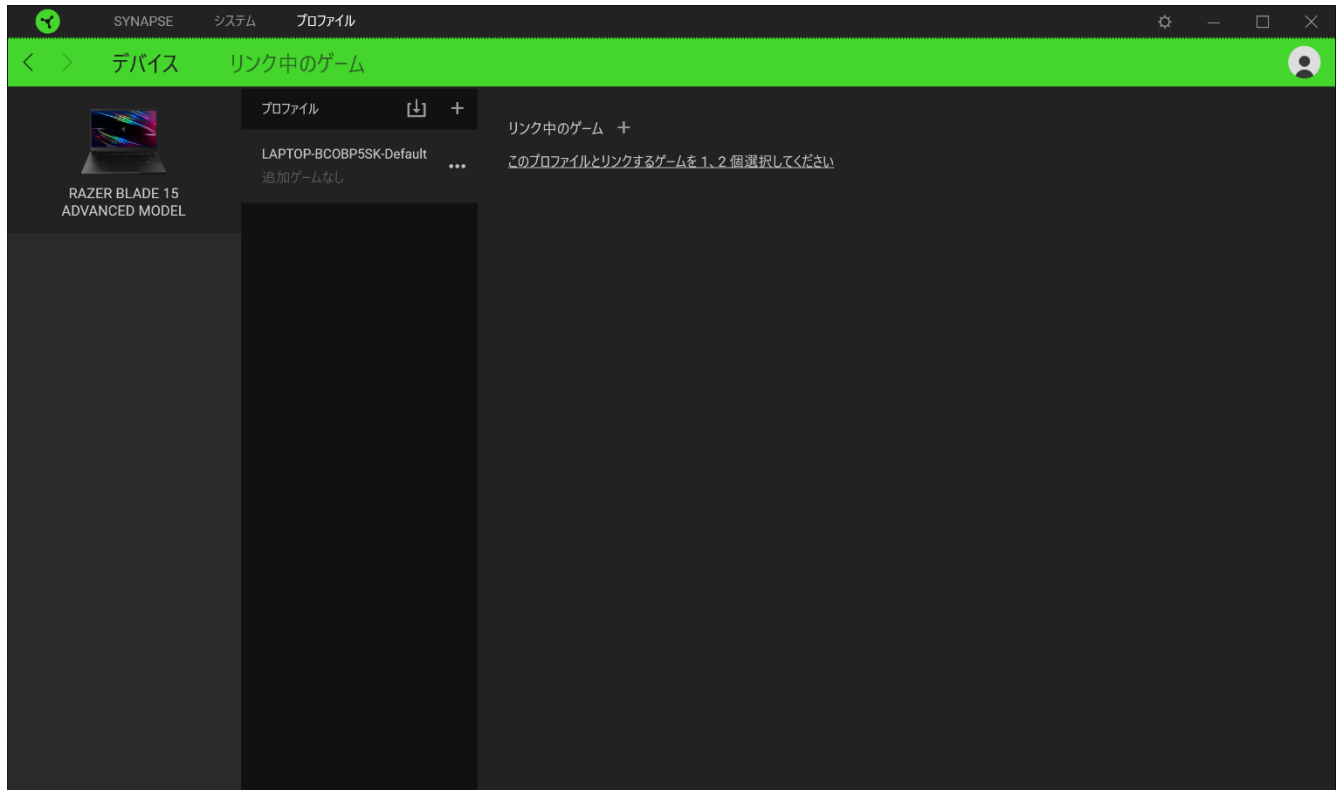 SYNAPSE システム プロファイル
デバイス リンク中のゲーム
RAZER BLADE 15
ADVANCED MODEL
プロファイル
LAPTOP-BCOBP5SK-Default
追加ゲームなし
リンク中のゲーム
このプロファイルとリンクするゲームを 1、2 個選択してください